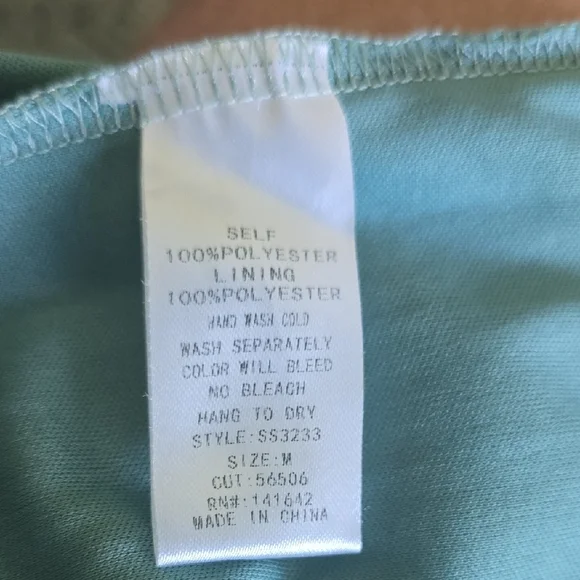 SELF
100%POLYESTER
LINING
100%POLYESTER
HAND WASH COLD
WASH SEPARATELY
COLOR WILL BLEED
NO BLEACH
HANG TO DRY
STYLE:SS3233
SIZE:M
CUT:56506
RN#:141642
MADE IN CHINA